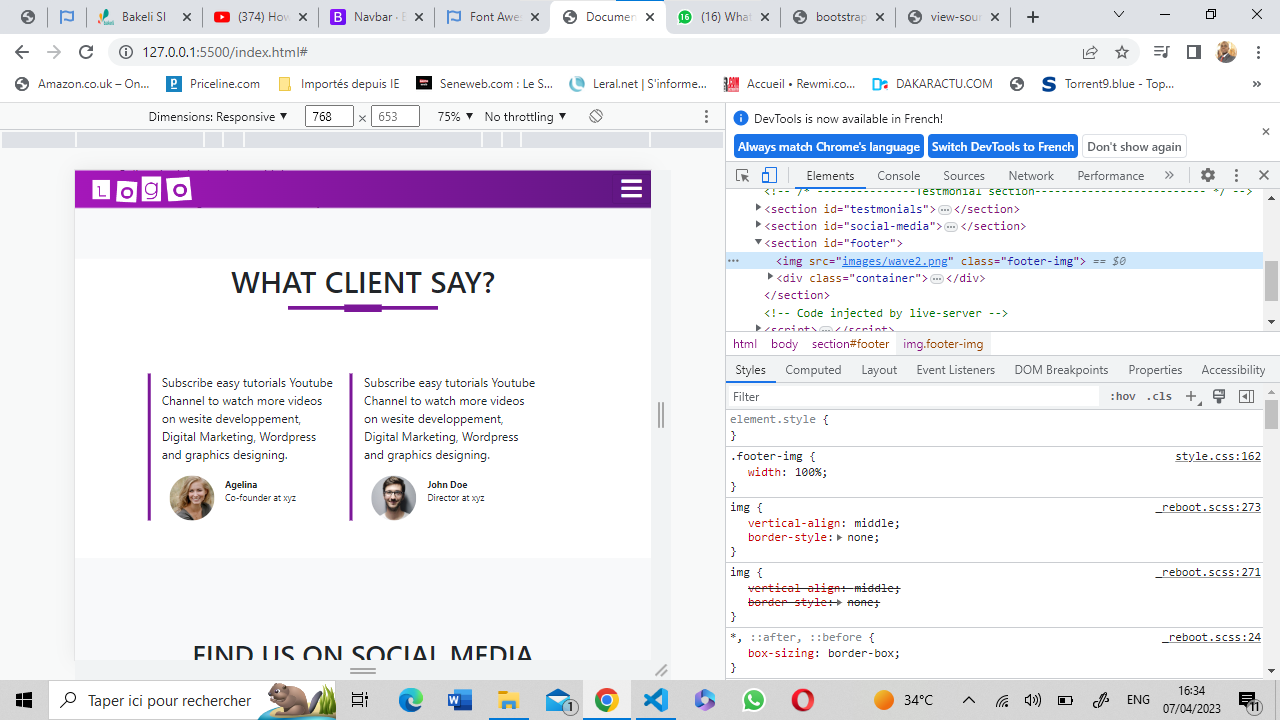 Bakeli SI
(374) How
Navbar · B
Font Awes
Documen
16
(16) What
bootstrap
view-sour
127.0.0.1:5500/index.html#
Amazon.co.uk – On...
Priceline.com
Importés depuis IE
Seneweb.com : Le S...
Leral.net | S'informe...
Accueil • Rewmi.co...
DAKARACTU.COM
Torrent9.blue - Top...
»
Dimensions: Responsive ▼
768
×
653
75% ▼
No throttling ▼
Logo
WHAT CLIENT SAY?
Subscribe easy tutorials Youtube
Channel to watch more videos
on wesite developpement,
Digital Marketing, Wordpress
and graphics designing.
Agelina
Co-founder at xyz
Subscribe easy tutorials Youtube
Channel to watch more videos
on wesite developpement,
Digital Marketing, Wordpress
and graphics designing.
John Doe
Director at xyz
FIND US ON SOCIAL MEDIA
DevTools is now available in French!
Always match Chrome's language
Switch DevTools to French
Don't show again
Elements
Console
Sources
Network
Performance
»
<!-- /* ---------------Testmonial section----------------------- */ -->
<section id="testmonials">…</section>
<section id="social-media">…</section>
<section id="footer">
<img src="images/wave2.png" class="footer-img"> == $0
<div class="container">…</div>
</section>
<!-- Code injected by live-server -->
<script>…</script>
html
body
section#footer
img.footer-img
Styles
Computed
Layout
Event Listeners
DOM Breakpoints
Properties
Accessibility
Filter
:hov
.cls
element.style {
}
.footer-img {
style.css:162
width: 100%;
}
img {
_reboot.scss:273
vertical-align: middle;
border-style: none;
}
img {
_reboot.scss:271
vertical-align: middle;
border-style: none;
}
*, ::after, ::before {
_reboot.scss:24
box-sizing: border-box;
}
Taper ici pour rechercher
1
34°C
ENG
16:34
07/04/2023
11